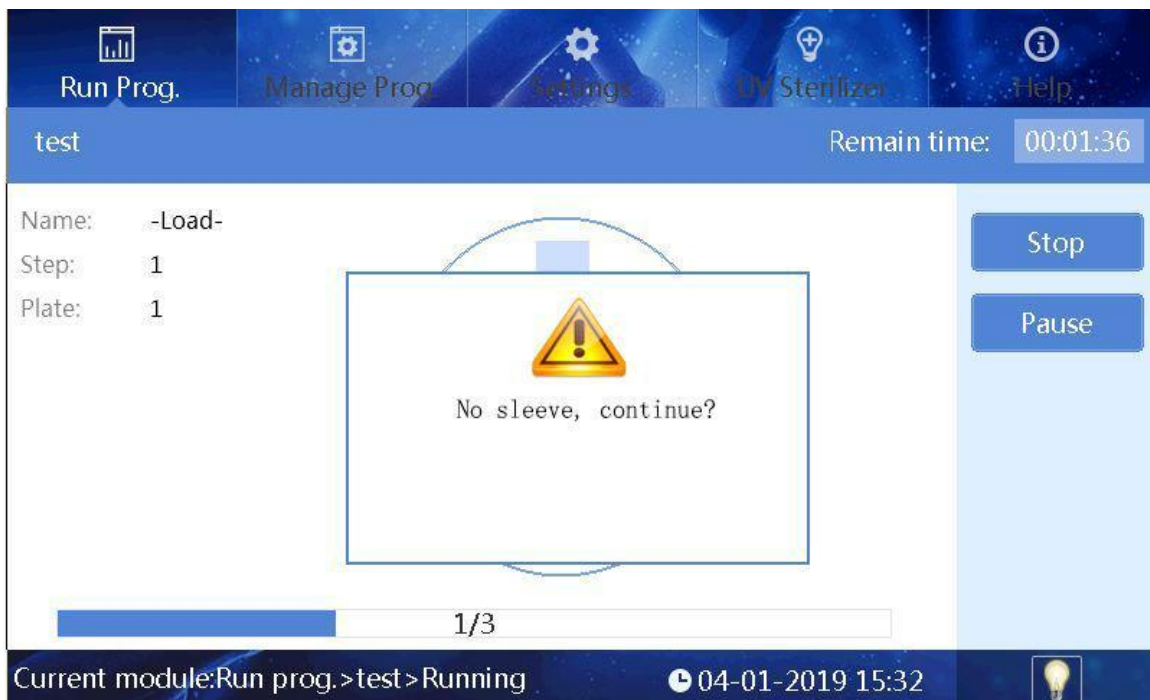 Run Prog.
Manage Prog.
Settings
UV Sterilizer
Help
test
Remain time: 00:01:36
Name: -Load-
Step: 1
Plate: 1
Stop
Pause
No sleeve, continue?
1/3
Current module:Run prog.>test>Running
04-01-2019 15:32